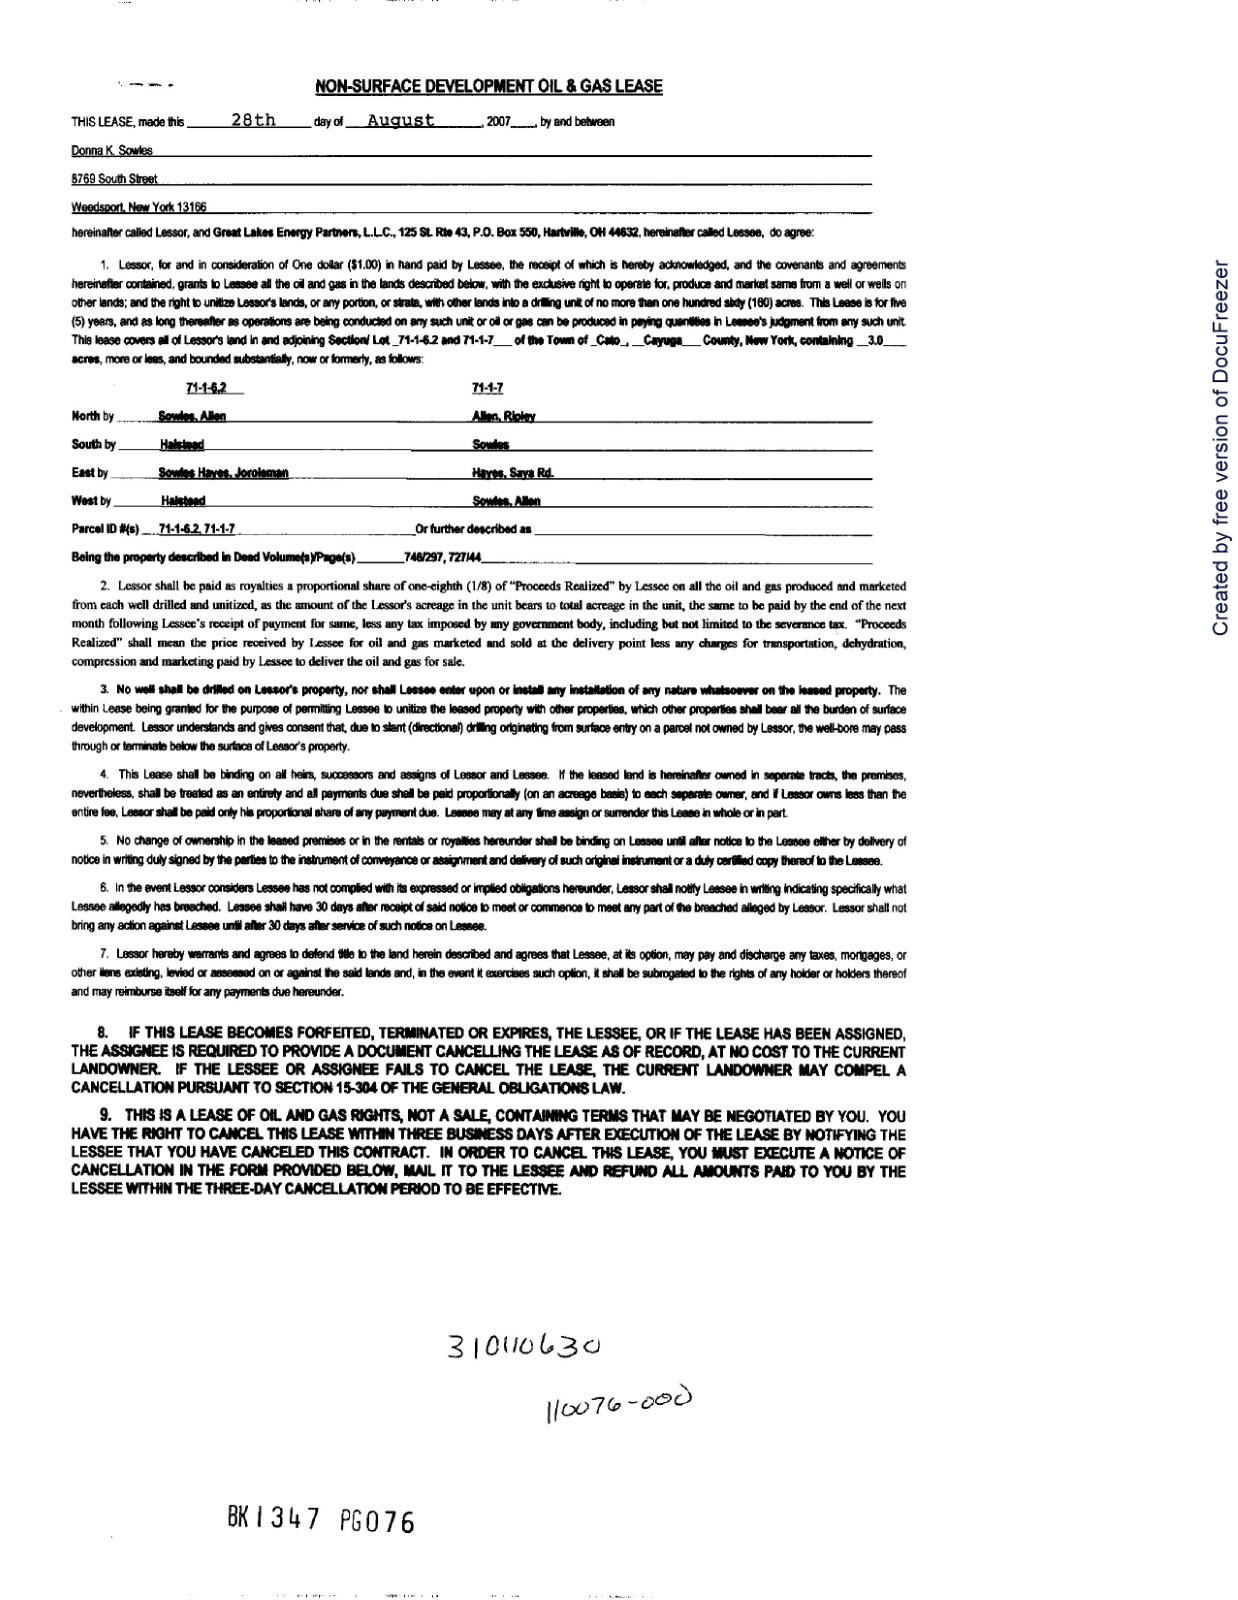 NON-SURFACE DEVELOPMENT OIL & GAS LEASE
THIS LEASE, made this 28th day of August, 2007, by and between
Donna K. Sowles
8769 South Street
Weedsport, New York 13166
hereinafter called Lessor, and Great Lakes Energy Partners, L.L.C., 125 St. Rte 43, P.O. Box 550, Hartville, OH 44632, hereinafter called Lessee, do agree:
1. Lessor, for and in consideration of One dollar ($1.00) in hand paid by Lessee, the receipt of which is hereby acknowledged, and the covenants and agreements
hereinafter contained, grants to Lessee all the oil and gas in the lands described below, with the exclusive right to operate for, produce and market same from a well or wells on
other lands; and the right to unitize Lessor's lands, or any portion, or strata, with other lands into a drilling unit of no more than one hundred sixty (160) acres. This Lease is for five
(5) years, and as long thereafter as operations are being conducted on any such unit or oil or gas can be produced in paying quantities in Lessee's judgment from any such unit.
This lease covers all of Lessor's land in and adjoining Section/ Lot _71-1-6.2 and 71-1-7___ of the Town of _Cato_, __Cayuga___ County, New York, containing __3.0____
acres, more or less, and bounded substantially, now or formerly, as follows:
71-1-6.2 71-1-7
North by Sowles, Allen Allen, Ripley
South by Halstead Sowles
East by Sowles Hayes, Joroleman Hayes, Saya Rd.
West by Halstead Sowles, Allen
Parcel ID #(s) 71-1-6.2, 71-1-7 Or further described as
Being the property described in Deed Volume(s)/Page(s) 746/297, 727/44
2. Lessor shall be paid as royalties a proportional share of one-eighth (1/8) of "Proceeds Realized" by Lessee on all the oil and gas produced and marketed
from each well drilled and unitized, as the amount of the Lessor's acreage in the unit bears to total acreage in the unit, the same to be paid by the end of the next
month following Lessee's receipt of payment for same, less any tax imposed by any government body, including but not limited to the severance tax. "Proceeds
Realized" shall mean the price received by Lessee for oil and gas marketed and sold at the delivery point less any charges for transportation, dehydration,
compression and marketing paid by Lessee to deliver the oil and gas for sale.
3. No well shall be drilled on Lessor's property, nor shall Lessee enter upon or install any installation of any nature whatsoever on the leased property. The
within Lease being granted for the purpose of permitting Lessee to unitize the leased property with other properties, which other properties shall bear all the burden of surface
development. Lessor understands and gives consent that, due to slant (directional) drilling originating from surface entry on a parcel not owned by Lessor, the well-bore may pass
through or terminate below the surface of Lessor's property.
4. This Lease shall be binding on all heirs, successors and assigns of Lessor and Lessee. If the leased land is hereinafter owned in separate tracts, the premises,
nevertheless, shall be treated as an entirety and all payments due shall be paid proportionally (on an acreage basis) to each separate owner, and if Lessor owns less than the
entire fee, Lessor shall be paid only his proportional share of any payment due. Lessee may at any time assign or surrender this Lease in whole or in part.
5. No change of ownership in the leased premises or in the rentals or royalties hereunder shall be binding on Lessee until after notice to the Lessee either by delivery of
notice in writing duly signed by the parties to the instrument of conveyance or assignment and delivery of such original instrument or a duly certified copy thereof to the Lessee.
6. In the event Lessor considers Lessee has not complied with its expressed or implied obligations hereunder, Lessor shall notify Lessee in writing indicating specifically what
Lessee allegedly has breached. Lessee shall have 30 days after receipt of said notice to meet or commence to meet any part of the breached alleged by Lessor. Lessor shall not
bring any action against Lessee until after 30 days after service of such notice on Lessee.
7. Lessor hereby warrants and agrees to defend title to the land herein described and agrees that Lessee, at its option, may pay and discharge any taxes, mortgages, or
other liens existing, levied or assessed on or against the said lands and, in the event it exercises such option, it shall be subrogated to the rights of any holder or holders thereof
and may reimburse itself for any payments due hereunder.
8. IF THIS LEASE BECOMES FORFEITED, TERMINATED OR EXPIRES, THE LESSEE, OR IF THE LEASE HAS BEEN ASSIGNED,
THE ASSIGNEE IS REQUIRED TO PROVIDE A DOCUMENT CANCELLING THE LEASE AS OF RECORD, AT NO COST TO THE CURRENT
LANDOWNER. IF THE LESSEE OR ASSIGNEE FAILS TO CANCEL THE LEASE, THE CURRENT LANDOWNER MAY COMPEL A
CANCELLATION PURSUANT TO SECTION 15-304 OF THE GENERAL OBLIGATIONS LAW.
9. THIS IS A LEASE OF OIL AND GAS RIGHTS, NOT A SALE, CONTAINING TERMS THAT MAY BE NEGOTIATED BY YOU. YOU
HAVE THE RIGHT TO CANCEL THIS LEASE WITHIN THREE BUSINESS DAYS AFTER EXECUTION OF THE LEASE BY NOTIFYING THE
LESSEE THAT YOU HAVE CANCELED THIS CONTRACT. IN ORDER TO CANCEL THIS LEASE, YOU MUST EXECUTE A NOTICE OF
CANCELLATION IN THE FORM PROVIDED BELOW, MAIL IT TO THE LESSEE AND REFUND ALL AMOUNTS PAID TO YOU BY THE
LESSEE WITHIN THE THREE-DAY CANCELLATION PERIOD TO BE EFFECTIVE.
310110630
110076-000
BK1347 PG076
Created by free version of DocuFreezer